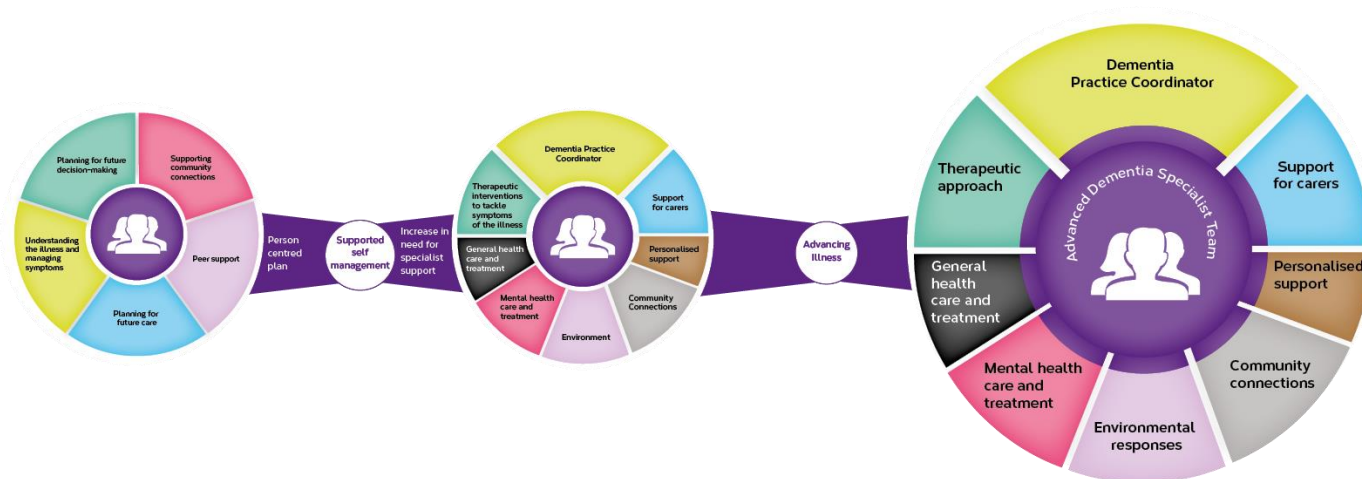 Planning for future
decision-making
Supporting
community
connections
Understanding
the illness and
managing
symptoms
Peer support
Planning for
future care
Person
centred
plan
Supported
self
management
Increase in
need for
specialist
support
Dementia Practice
Coordinator
Therapeutic
interventions
to tackle
symptoms
of the illness
Support
for carers
General health
care and
treatment
Personalised
support
Mental health
care and
treatment
Environment
Community
Connections
Advancing
Illness
Dementia
Practice Coordinator
Therapeutic
approach
Advanced Dementia Specialist Team
Support
for carers
General
health
care and
treatment
Personalised
support
Mental health
care and
treatment
Environmental
responses
Community
connections